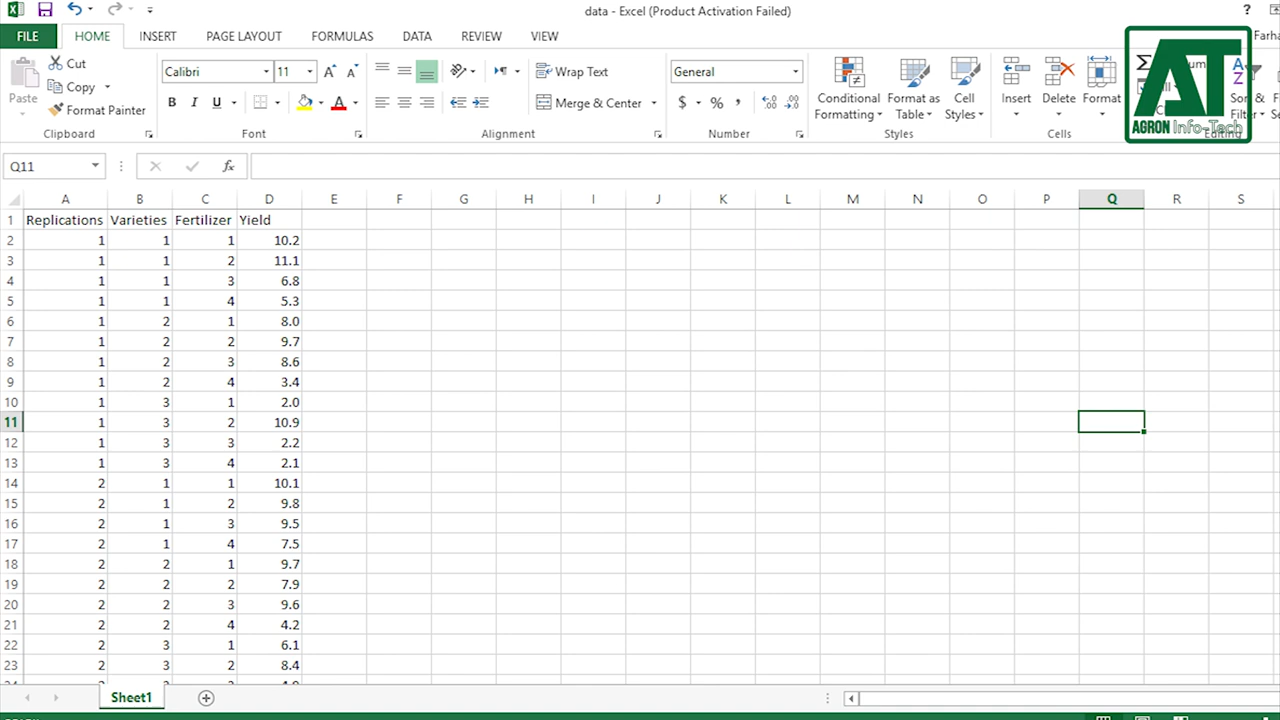 data - Excel (Product Activation Failed)
?
FILE HOME INSERT PAGE LAYOUT FORMULAS DATA REVIEW VIEW
Paste
Cut
Copy
Format Painter
Clipboard
Calibri 11
B I U
A A
Font
Wrap Text
Merge & Center
Alignment
General
$ % ,
Number
Conditional Formatting
Format as Table
Cell Styles
Styles
Insert Delete Format
Cells
Σ
Sort &
Filter
Editing
AT
AGRON Info-Tech
Q11 fx
A B C D E F G H I J K L M N O P Q R S
1 Replications Varieties Fertilizer Yield
2 1 1 1 10.2
3 1 1 2 11.1
4 1 1 3 6.8
5 1 1 4 5.3
6 1 2 1 8.0
7 1 2 2 9.7
8 1 2 3 8.6
9 1 2 4 3.4
10 1 3 1 2.0
11 1 3 2 10.9
12 1 3 3 2.2
13 1 3 4 2.1
14 2 1 1 10.1
15 2 1 2 9.8
16 2 1 3 9.5
17 2 1 4 7.5
18 2 2 1 9.7
19 2 2 2 7.9
20 2 2 3 9.6
21 2 2 4 4.2
22 2 3 1 6.1
23 2 3 2 8.4
Sheet1